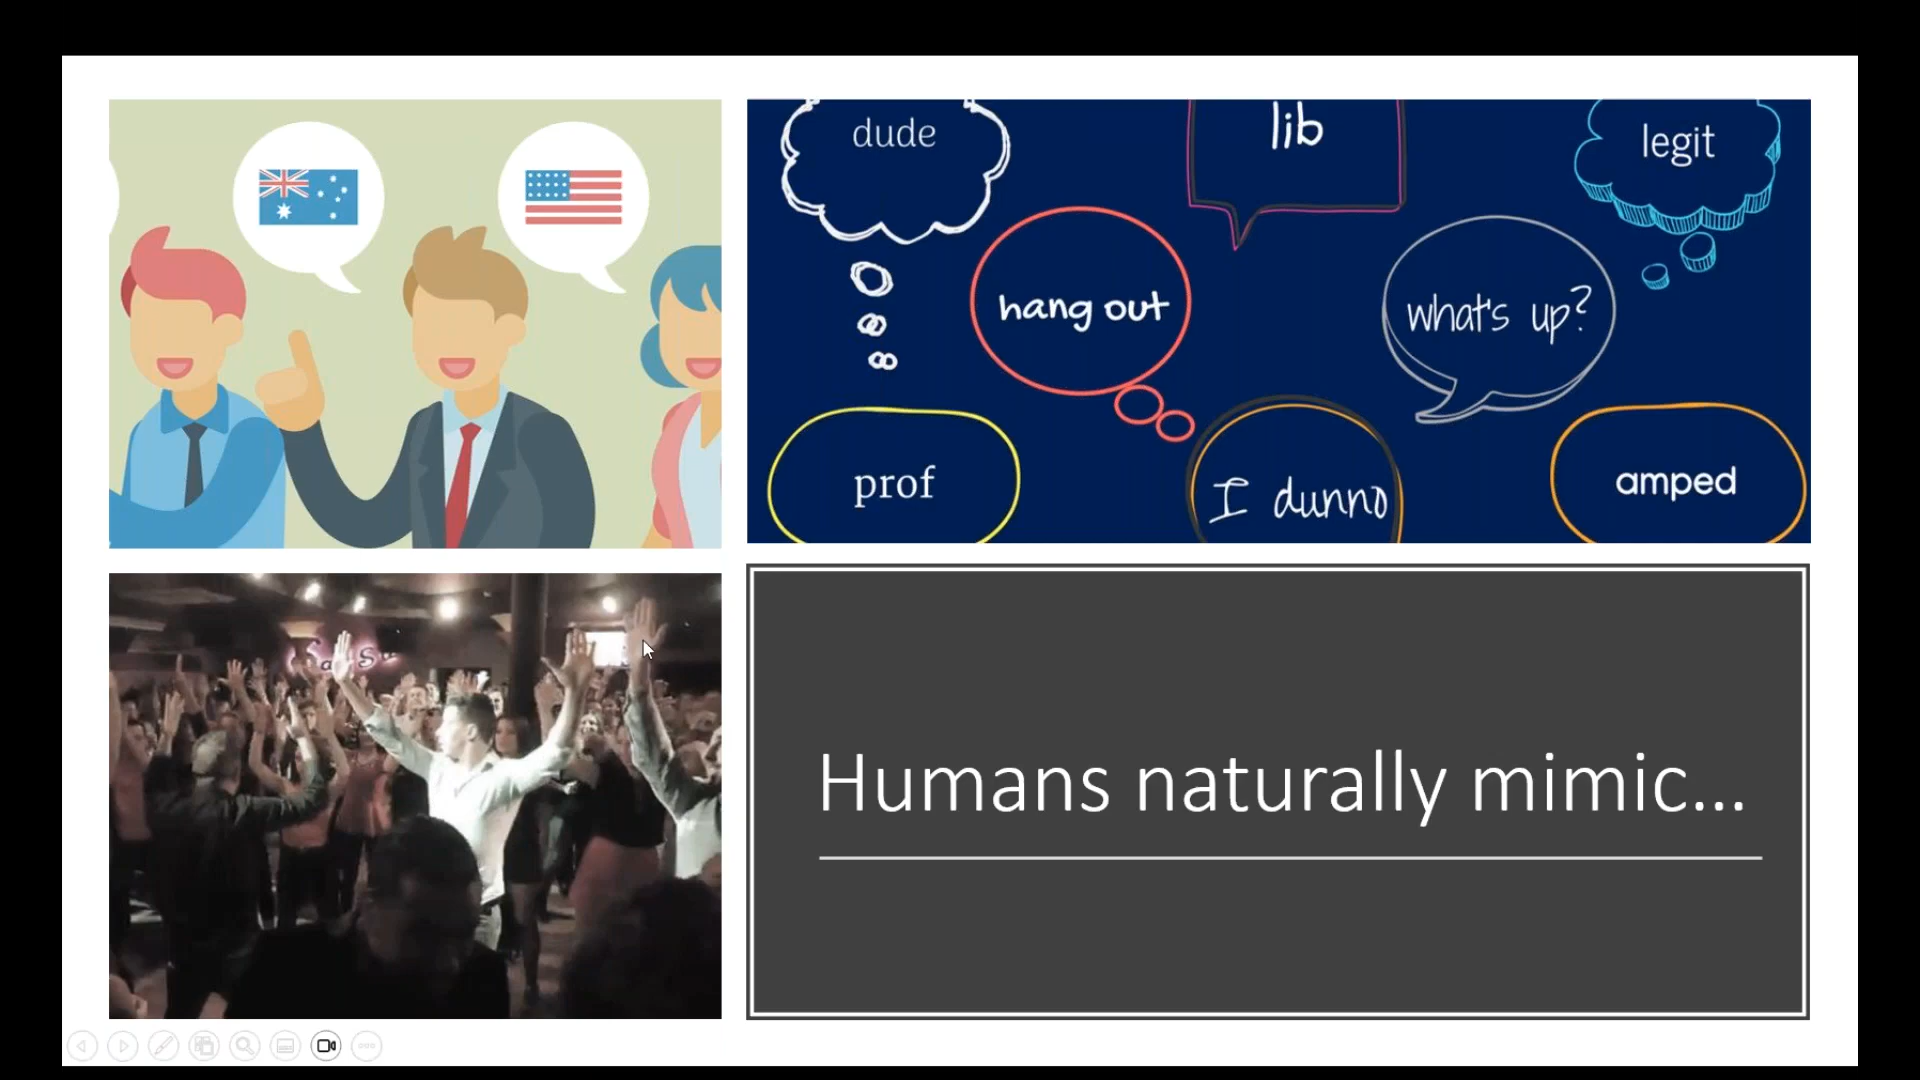 dude
lib
legit
hang out
what's up?
prof
I dunno
amped
Humans naturally mimic...